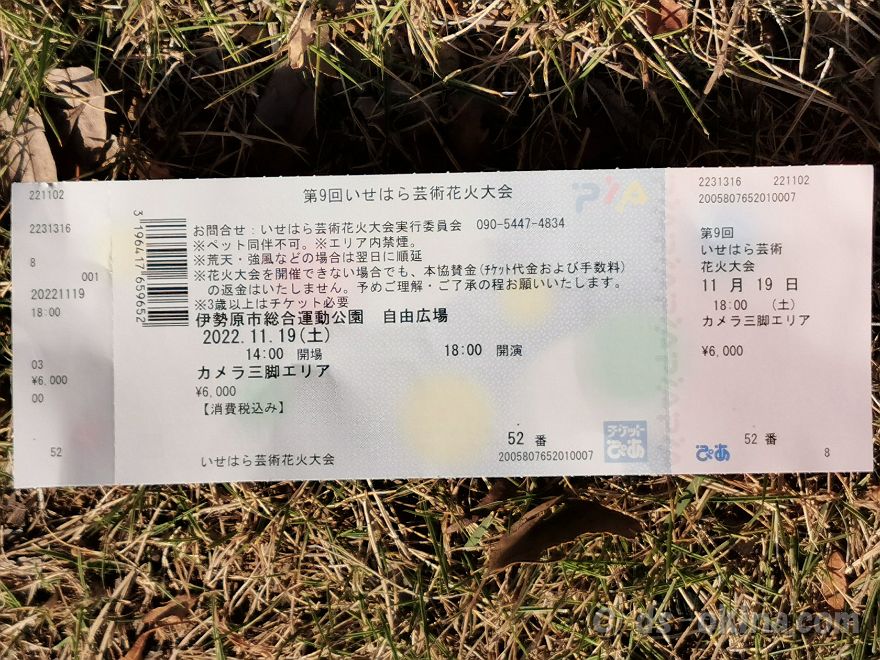 221102
2231316
8
001
20221119
18:00
03
¥6,000
00
52
3 196417 659652
第9回いせはら芸術花火大会
PIA
お問合せ：いせはら芸術花火大会実行委員会 090-5447-4834
※ペット同伴不可。※エリア内禁煙。
※荒天・強風などの場合は翌日に順延
※花火大会を開催できない場合でも、本協賛金(ﾁｹｯﾄ代金および手数料)
の返金はいたしません。予めご理解・ご了承の程お願いいたします。
※3歳以上はチケット必要
伊勢原市総合運動公園 自由広場
2022.11.19(土)
14:00 開場 18:00 開演
カメラ三脚エリア
¥6,000
【消費税込み】
52 番
いせはら芸術花火大会
2005807652010007
チケットぴあ
2231316 221102
2005807652010007
第9回
いせはら芸術
花火大会
11月19日
18:00 (土)
カメラ三脚エリア
¥6,000
52 番
ぴあ
8